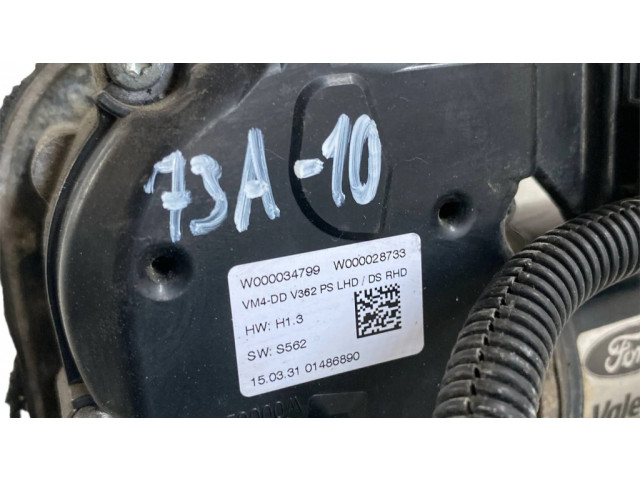 73A-10
W000034799 W000028733
VM4-DD V362 PS LHD / DS RHD
HW: H1.3
SW: S562
15.03.31 01486890
Ford
Vale